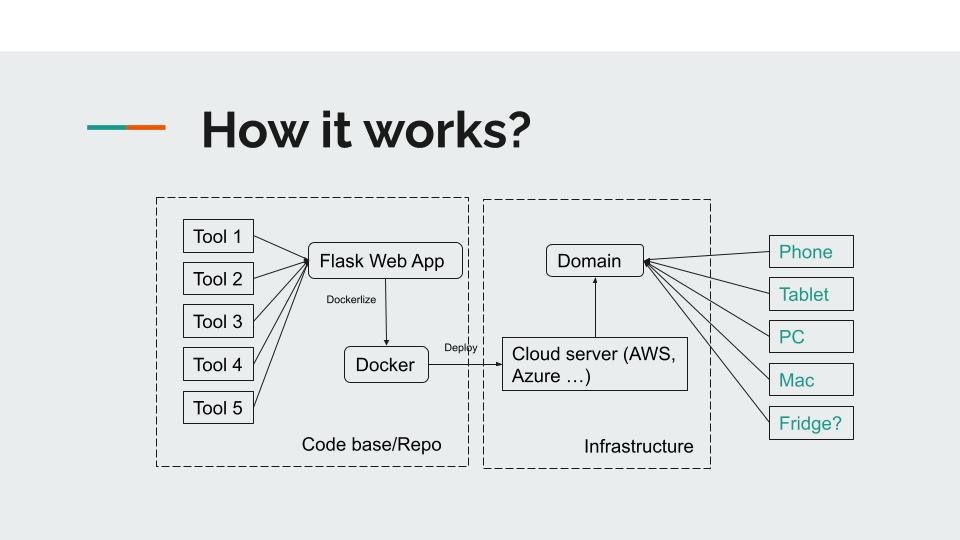 How it works?
Tool 1
Tool 2
Tool 3
Tool 4
Tool 5
Flask Web App
Dockerlize
Docker
Deploy
Code base/Repo
Domain
Cloud server (AWS,
Azure …)
Infrastructure
Phone
Tablet
PC
Mac
Fridge?